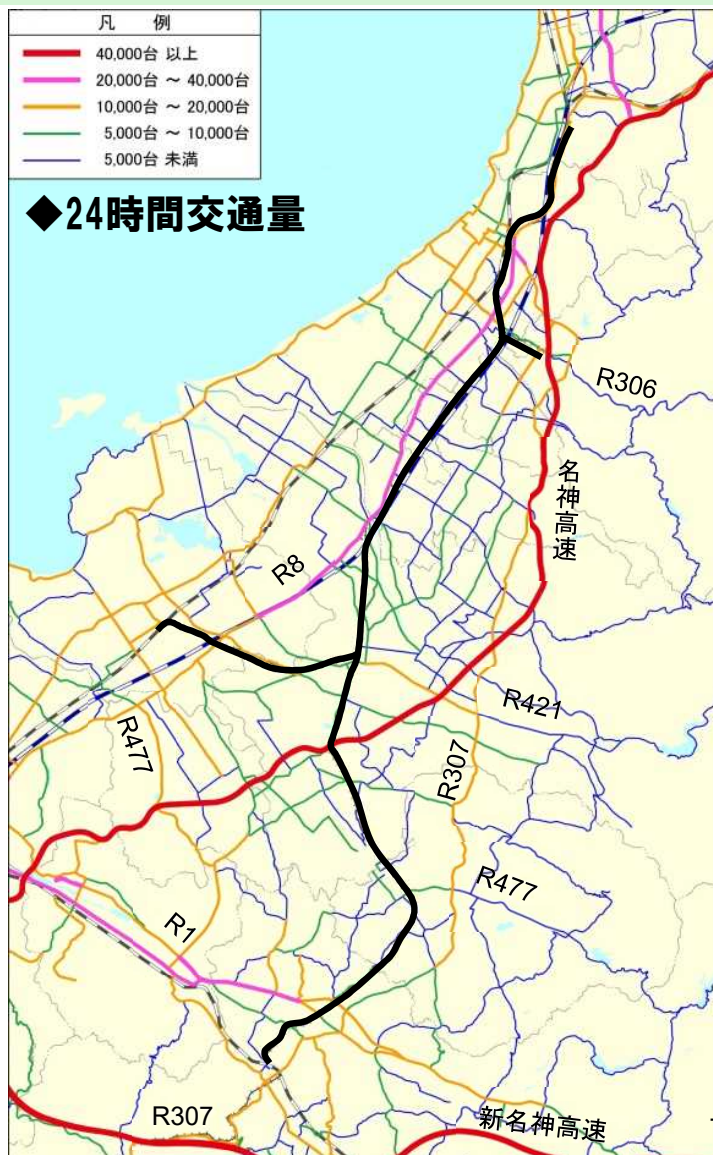 凡 例
40,000台 以上
20,000台 ～ 40,000台
10,000台 ～ 20,000台
5,000台 ～ 10,000台
5,000台 未満
◆24時間交通量
R306
名神高速
R8
R421
R477
R307
R477
R1
R307
新名神高速